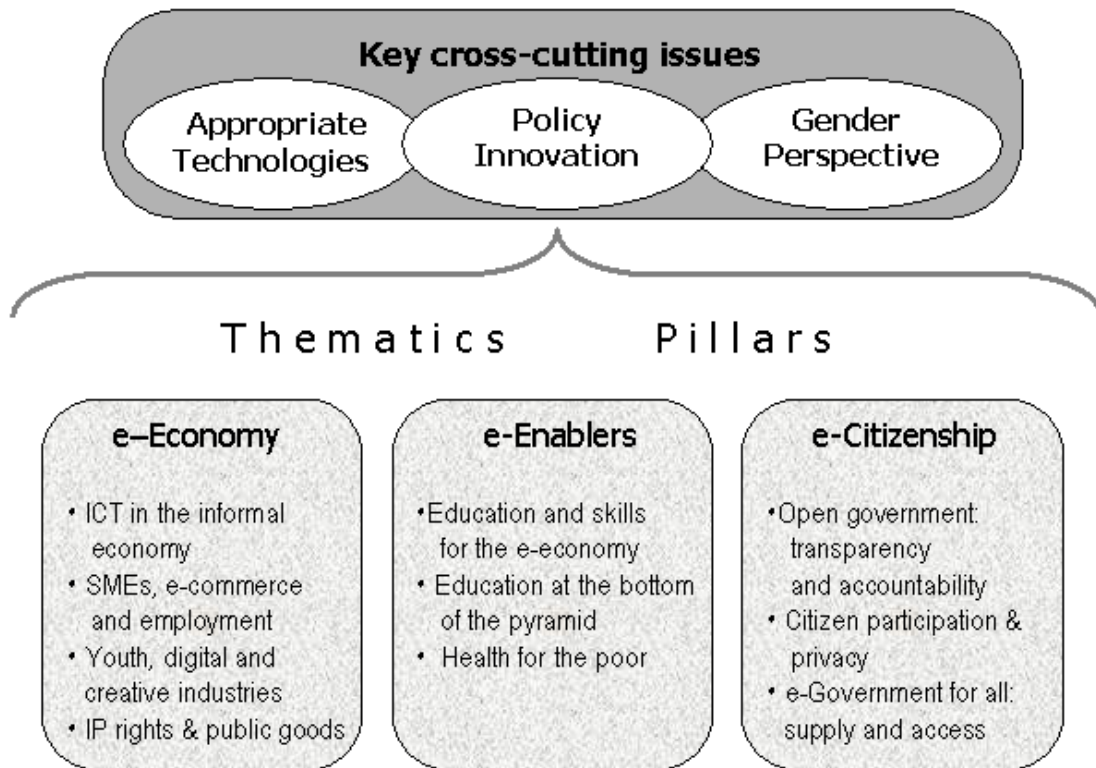 Key cross-cutting issues
Appropriate
Technologies
Policy
Innovation
Gender
Perspective
Thematics Pillars
e–Economy
• ICT in the informal
economy
• SMEs, e-commerce
and employment
• Youth, digital and
creative industries
• IP rights & public goods
e-Enablers
•Education and skills
for the e-economy
• Education at the bottom
of the pyramid
• Health for the poor
e-Citizenship
•Open government:
transparency
and accountability
• Citizen participation &
privacy
• e-Government for all:
supply and access